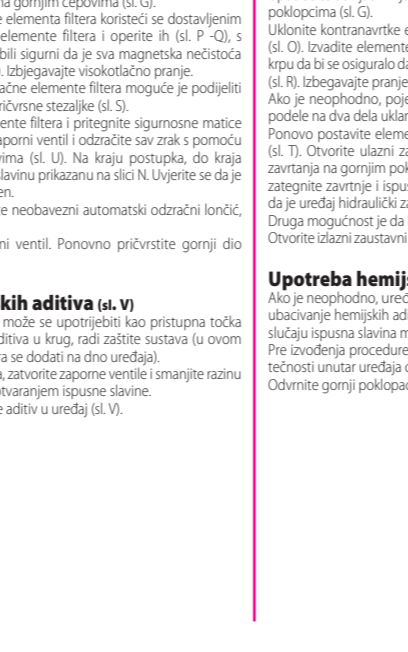 na gornjim čepovima (sl. G).
e elementa filtera koristeći se dostavljenim
elemente filtera i operite ih (sl. P -Q), s
bili sigurni da je sva magnetska nečistoća
). Izbjegavajte visokotlačno pranje.
ačne elemente filtera moguće je podijeliti
ričvrsne stezaljke (sl. S).
ente filtera i pritegnite sigurnosne matice
aporni ventil i odzračite sav zrak s pomoću
vima (sl. U). Na kraju postupka, do kraja
slavinu prikazanu na slici N. Uvjerite se da je
en.
e neobavezni automatski odzračni lončić,
ni ventil. Ponovno pričvrstite gornji dio
kih aditiva (sl. V)
može se upotrijebiti kao pristupna točka
ditiva u krug, radi zaštite sustava (u ovom
ra se dodati na dno uređaja).
a, zatvorite zaporne ventile i smanjite razinu
otvaranjem ispusne slavine.
e aditiv u uređaj (sl. V).
poklopcima (sl. G).
Uklonite kontranavrtke e
(sl. O). Izvadite elemente
krpu da bi se osiguralo da
(sl. R). Izbegavajte pranje
Ako je neophodno, poje
podele na dva dela uklan
Ponovo postavite eleme
(sl. T). Otvorite ulazni za
zavrtanja na gornjim pok
zategnite zavrtnje i ispus
da je uređaj hidraulički za
Druga mogućnost je da i
Otvorite izlazni zaustavni
Upotreba hemijs
Ako je neophodno, uređ
ubacivanje hemijskih adi
slučaju ispusna slavina m
Pre izvođenja procedure
tečnosti unutar uređaja o
Odvrnite gornji poklopac